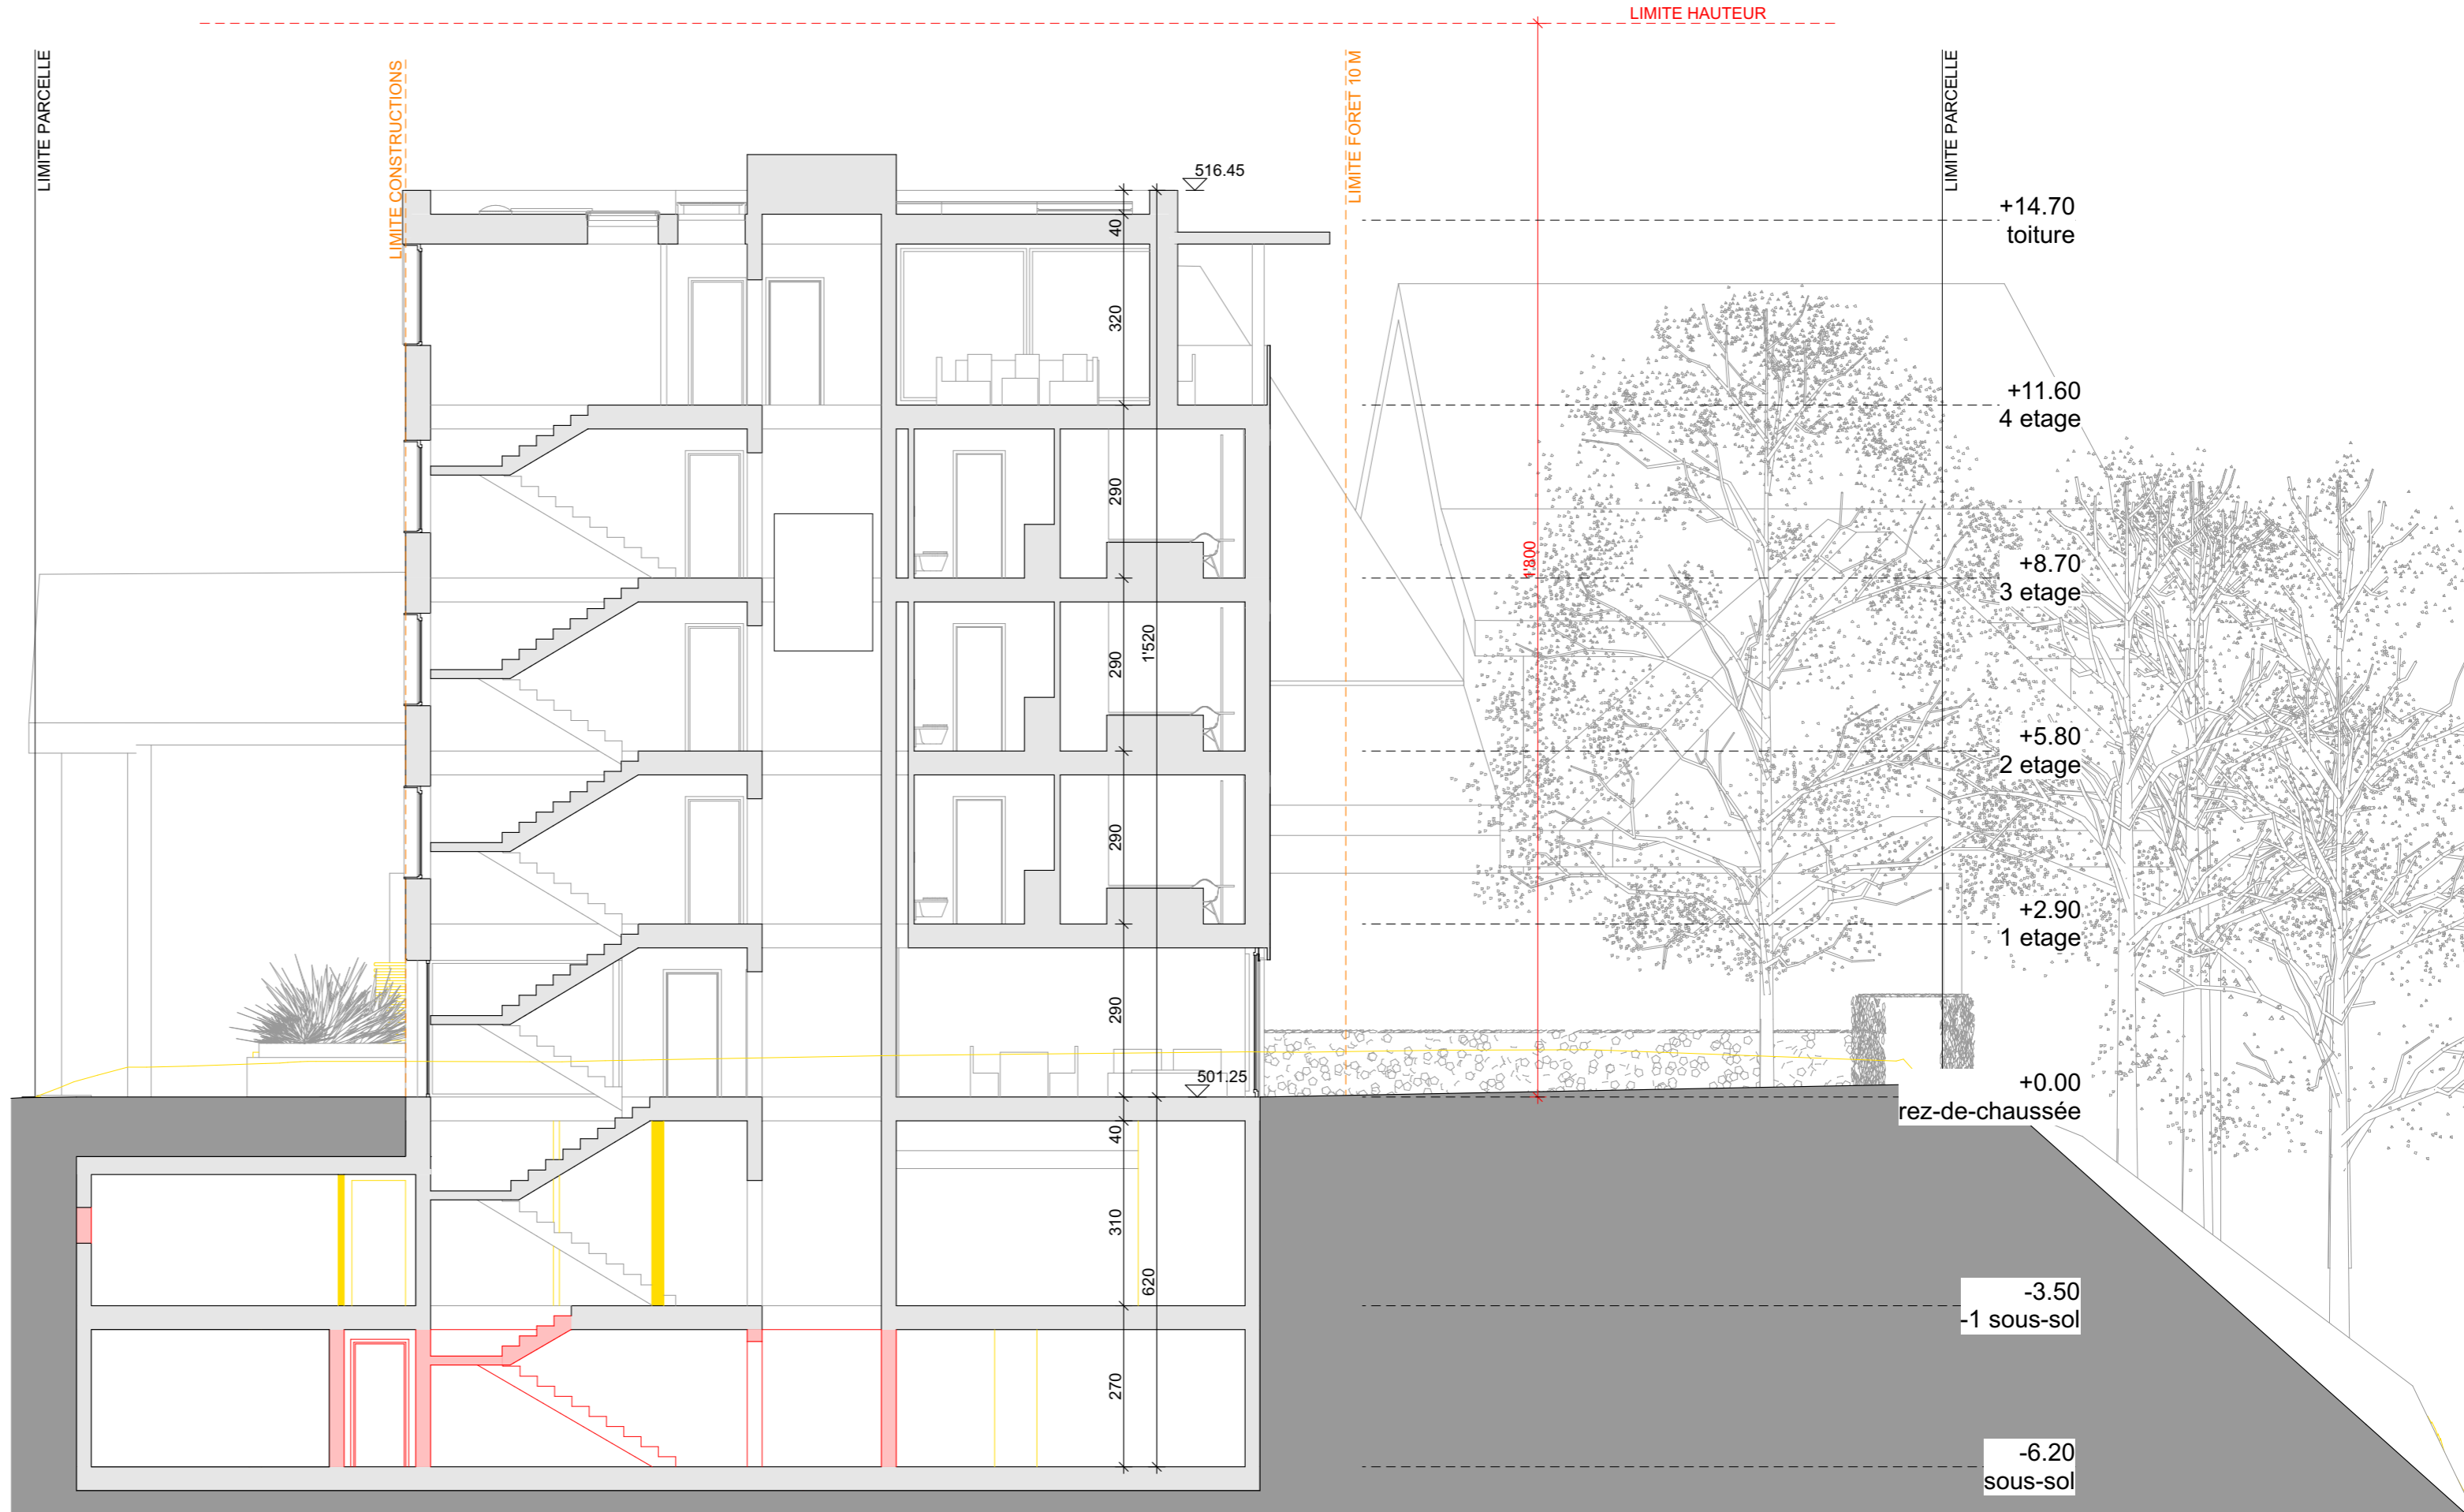 LIMITE HAUTEUR
LIMITE PARCELLE
LIMITE CONSTRUCTIONS
LIMITE FORET 10 M
LIMITE PARCELLE
516.45
+14.70
toiture
40
320
+11.60
4 etage
290
1'800
+8.70
3 etage
290
1'520
+5.80
2 etage
290
+2.90
1 etage
290
501.25
+0.00
rez-de-chaussée
40
310
620
-3.50
-1 sous-sol
270
-6.20
sous-sol